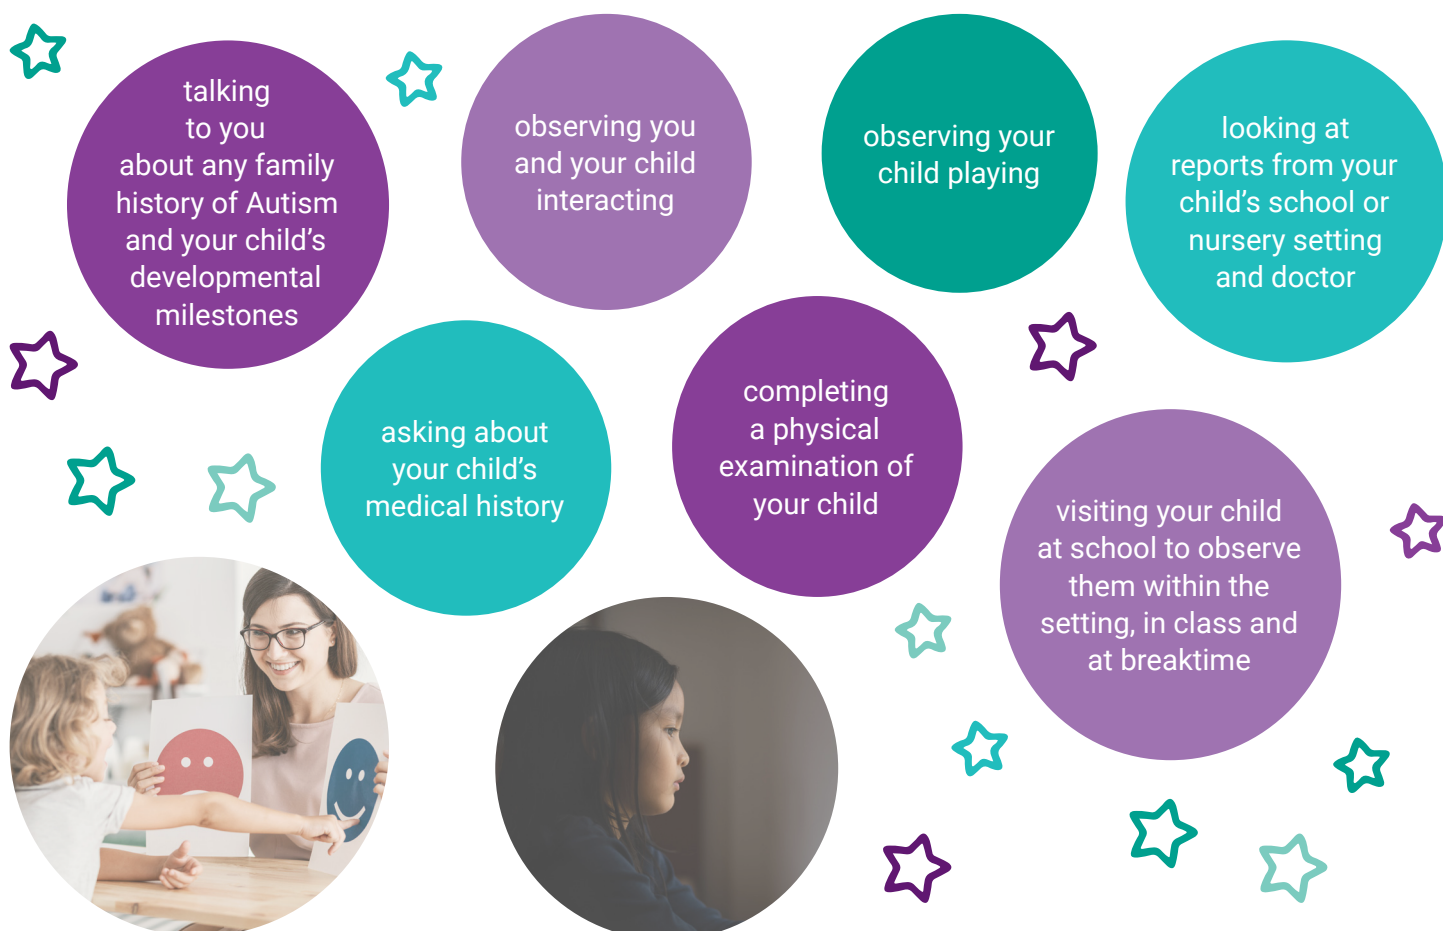 talking
to you
about any family
history of Autism
and your child’s
developmental
milestones
observing you
and your child
interacting
observing your
child playing
looking at
reports from your
child’s school or
nursery setting
and doctor
asking about
your child’s
medical history
completing
a physical
examination of
your child
visiting your child
at school to observe
them within the
setting, in class and
at breaktime